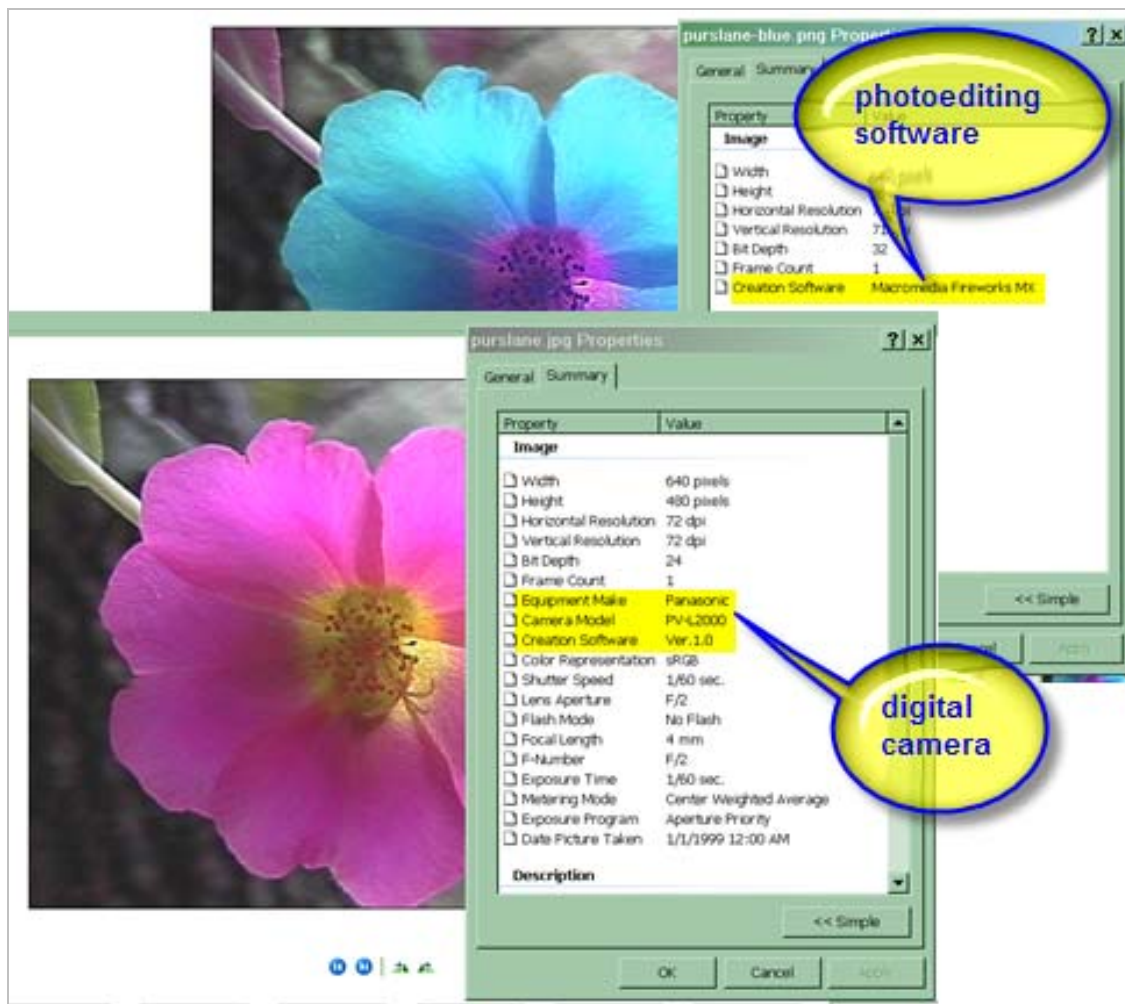 purslane-blue.png Properti
General Summary
photoediting
software
Property Value
Image
Width
Height
Horizontal Resolution
Vertical Resolution
Bit Depth 32
Frame Count 1
Creation Software Macromedia Fireworks MX
<< Simple
purslane.jpg Properties
General Summary
Property Value
Image
Width 640 pixels
Height 480 pixels
Horizontal Resolution 72 dpi
Vertical Resolution 72 dpi
Bit Depth 24
Frame Count 1
Equipment Make Panasonic
Camera Model PV-L2000
Creation Software Ver.1.0
Color Representation sRGB
Shutter Speed 1/60 sec.
Lens Aperture F/2
Flash Mode No Flash
Focal Length 4 mm
F-Number F/2
Exposure Time 1/60 sec.
Metering Mode Center Weighted Average
Exposure Program Aperture Priority
Date Picture Taken 1/1/1999 12:00 AM
Description
<< Simple
OK Cancel Apply
digital
camera
Apply